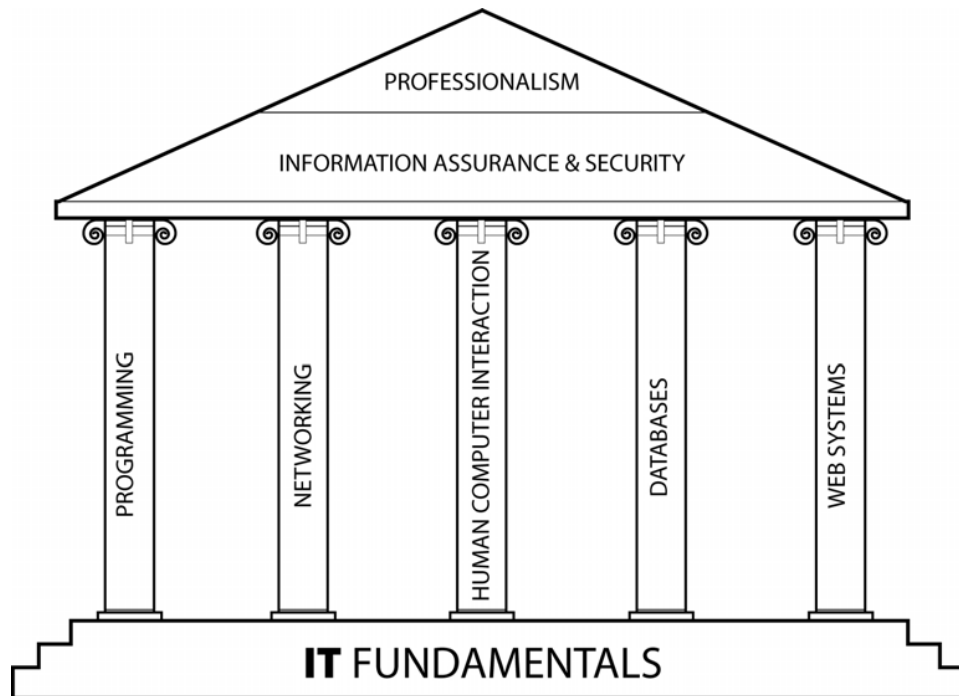 PROFESSIONALISM
INFORMATION ASSURANCE & SECURITY
PROGRAMMING
NETWORKING
HUMAN COMPUTER INTERACTION
DATABASES
WEB SYSTEMS
IT FUNDAMENTALS